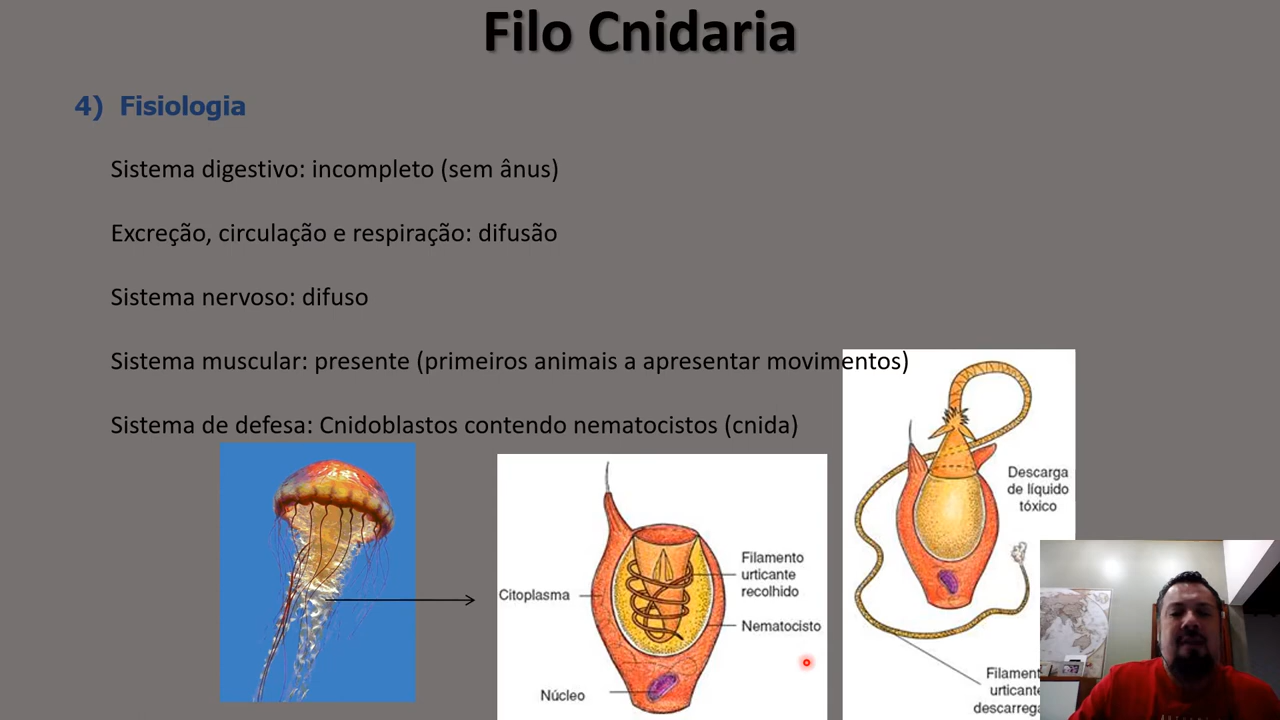 Filo Cnidaria
4) Fisiologia
Sistema digestivo: incompleto (sem ânus)
Excreção, circulação e respiração: difusão
Sistema nervoso: difuso
Sistema muscular: presente (primeiros animais a apresentar movimentos)
Sistema de defesa: Cnidoblastos contendo nematocistos (cnida)
Descarga
de líquido
tóxico
Filamento
urticante
recolhido
Citoplasma
Nematocisto
Núcleo
Filament
urticante
descarrega